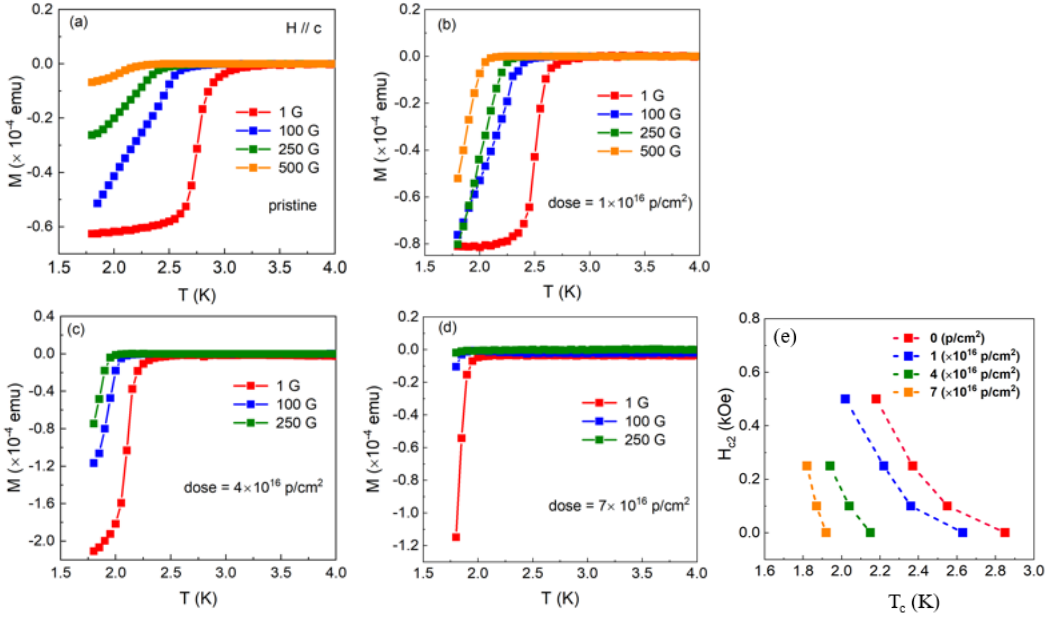 (a)
H // c
0.2
0.0
-0.2
-0.4
-0.6
M (× 10⁻⁴ emu)
1 G
100 G
250 G
500 G
pristine
1.5 2.0 2.5 3.0 3.5 4.0
T (K)
(b)
0.2
0.0
-0.2
-0.4
-0.6
-0.8
M (×10⁻⁴ emu)
1 G
100 G
250 G
500 G
dose = 1×10¹⁶ p/cm²)
1.5 2.0 2.5 3.0 3.5 4.0
T (K)
(c)
0.4
0.0
-0.4
-0.8
-1.2
-1.6
-2.0
M (×10⁻⁴ emu)
1 G
100 G
250 G
dose = 4×10¹⁶ p/cm²
1.5 2.0 2.5 3.0 3.5 4.0
T (K)
(d)
0.2
0.0
-0.2
-0.4
-0.6
-0.8
-1.0
-1.2
M (×10⁻⁴ emu)
1 G
100 G
250 G
dose = 7× 10¹⁶ p/cm²
1.5 2.0 2.5 3.0 3.5 4.0
T (K)
(e)
0.8
0.6
0.4
0.2
0.0
H_c2 (kOe)
0 (p/cm²)
1 (×10¹⁶ p/cm²)
4 (×10¹⁶ p/cm²)
7 (×10¹⁶ p/cm²)
1.6 1.8 2.0 2.2 2.4 2.6 2.8 3.0
T_c (K)